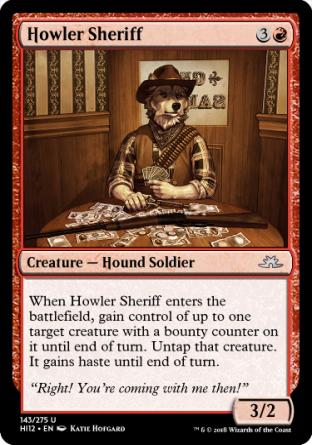 Howler Sheriff 3
Creature — Hound Soldier
When Howler Sheriff enters the
battlefield, gain control of up to one
target creature with a bounty counter on
it until end of turn. Untap that creature.
It gains haste until end of turn.
“Right! You're coming with me then!”
3/2
143/275 U
HI12 • EN KATIE HOFGARD
™ & © 2018 Wizards of the Coast